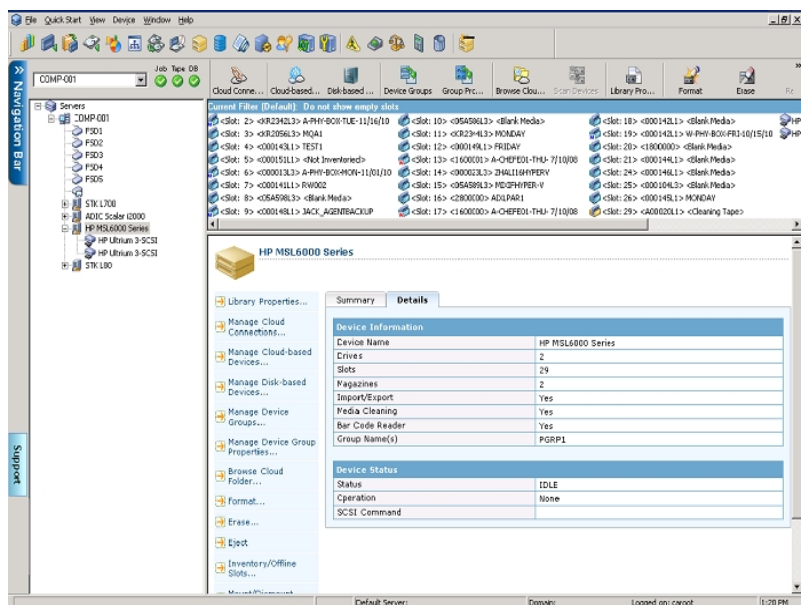 File Quick Start View Device Window Help
Job Tape DB
COMP-001
Cloud Conne... Cloud-based... Disk-based ... Device Groups Group Prc... Browse Clou... Scan Devices Library Pro... Format Erase Re
Navigation Bar
Support
Servers
COMP-001
FSD1
FSD2
FSD3
FSD4
FSD5
STK L700
ADIC Scalar i2000
HP MSL6000 Series
HP Ultrium 3-SCSI
HP Ultrium 3-SCSI
STK L80
Current Filter (Default): Do not show empty slots
<Slot: 2> <KR2342L3> A-PHY-BOX-TUE-11/16/10
<Slot: 3> <KR2056L3> MQA1
<Slot: 4> <000143L1> TEST1
<Slot: 5> <000151L1> <Not Inventoried>
<Slot: 6> <000013L3> A-PHY-BOX-MON-11/01/10
<Slot: 7> <000141L1> RW002
<Slot: 8> <05A598L3> <Blank Media>
<Slot: 9> <000148L1> JACK_AGENTBACKUP
<Slot: 10> <05A586L3> <Blank Media>
<Slot: 11> <KR2344L3> MONDAY
<Slot: 12> <000149L1> FRIDAY
<Slot: 13> <1600001> A-CHEFE01-THU- 7/10/08
<Slot: 14> <000023L3> ZHALI16HYPERV
<Slot: 15> <05A589L3>
<Slot: 16> <2800000> ADLPAR1
<Slot: 17> <1600000> A-CHEFE01-THU- 7/10/08
<Slot: 18> <000142L1> <Blank Media>
<Slot: 19> <000142L1> W-PHY-BOX-FRI-10/15/10
<Slot: 20> <1800000> <Blank Media>
<Slot: 21> <000144L1> <Blank Media>
<Slot: 24> <000146L1> <Blank Media>
<Slot: 25> <000104L3> <Blank Media>
<Slot: 26> <000145L1> MONDAY
<Slot: 29> <A00020L1> <Cleaning Tape>
HP
HP
HP MSL6000 Series
Library Properties...
Manage Cloud
Connections...
Manage Cloud-based
Devices...
Manage Disk-based
Devices...
Manage Device
Groups...
Manage Device Group
Properties...
Browse Cloud
Folder...
Format...
Erase...
Eject
Inventory/Offline
Slots...
Mount/Dismount
Summary Details
Device Information
Device Name HP MSL6000 Series
Drives 2
Slots 29
Magazines 2
Import/Export Yes
Media Cleaning Yes
Bar Code Reader Yes
Group Name(s) PGRP1
Device Status
Status IDLE
Operation None
SCSI Command
Default Server: Domain: Logged on: caroot 1:20 PM